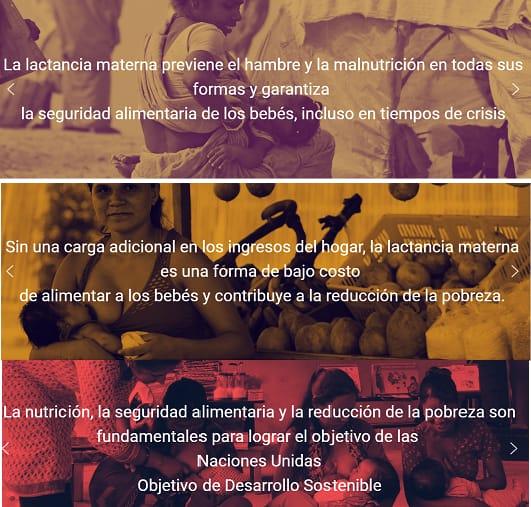 La lactancia materna previene el hambre y la malnutrición en todas sus
formas y garantiza
la seguridad alimentaria de los bebés, incluso en tiempos de crisis
Sin una carga adicional en los ingresos del hogar, la lactancia materna
es una forma de bajo costo
de alimentar a los bebés y contribuye a la reducción de la pobreza.
La nutrición, la seguridad alimentaria y la reducción de la pobreza son
fundamentales para lograr el objetivo de las
Naciones Unidas
Objetivo de Desarrollo Sostenible